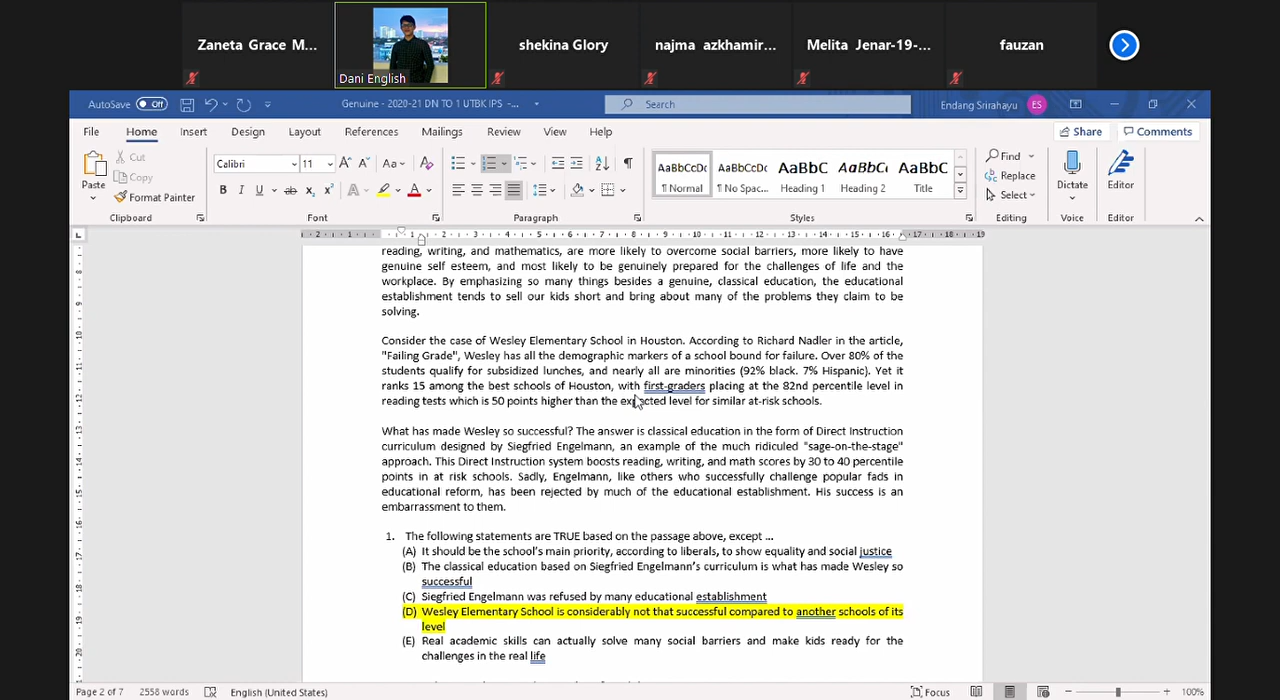 Zaneta Grace M...
Dani English
shekina Glory
najma azkhamir...
Melita Jenar-19-...
fauzan
AutoSave Off
Genuine - 2020-21 DN TO 1 UTBK IPS -...
Search
Endang Srirahayu ES
File Home Insert Design Layout References Mailings Review View Help
Share Comments
Paste
Cut
Copy
Format Painter
Calibri 11
AaBbCcDc ¶ Normal
AaBbCcDc ¶ No Spac...
AaBbC Heading 1
AaBbCc Heading 2
AaBbC Title
Find
Replace
Select
Dictate
Editor
Clipboard Font Paragraph Styles Editing Voice Editor
reading, writing, and mathematics, are more likely to overcome social barriers, more likely to have
genuine self esteem, and most likely to be genuinely prepared for the challenges of life and the
workplace. By emphasizing so many things besides a genuine, classical education, the educational
establishment tends to sell our kids short and bring about many of the problems they claim to be
solving.
Consider the case of Wesley Elementary School in Houston. According to Richard Nadler in the article,
"Failing Grade", Wesley has all the demographic markers of a school bound for failure. Over 80% of the
students qualify for subsidized lunches, and nearly all are minorities (92% black. 7% Hispanic). Yet it
ranks 15 among the best schools of Houston, with first-graders placing at the 82nd percentile level in
reading tests which is 50 points higher than the expected level for similar at-risk schools.
What has made Wesley so successful? The answer is classical education in the form of Direct Instruction
curriculum designed by Siegfried Engelmann, an example of the much ridiculed "sage-on-the-stage"
approach. This Direct Instruction system boosts reading, writing, and math scores by 30 to 40 percentile
points in at risk schools. Sadly, Engelmann, like others who successfully challenge popular fads in
educational reform, has been rejected by much of the educational establishment. His success is an
embarrassment to them.
1. The following statements are TRUE based on the passage above, except ...
(A) It should be the school's main priority, according to liberals, to show equality and social justice
(B) The classical education based on Siegfried Engelmann's curriculum is what has made Wesley so
successful
(C) Siegfried Engelmann was refused by many educational establishment
(D) Wesley Elementary School is considerably not that successful compared to another schools of its
level
(E) Real academic skills can actually solve many social barriers and make kids ready for the
challenges in the real life
Page 2 of 7 2558 words English (United States) Focus 100%